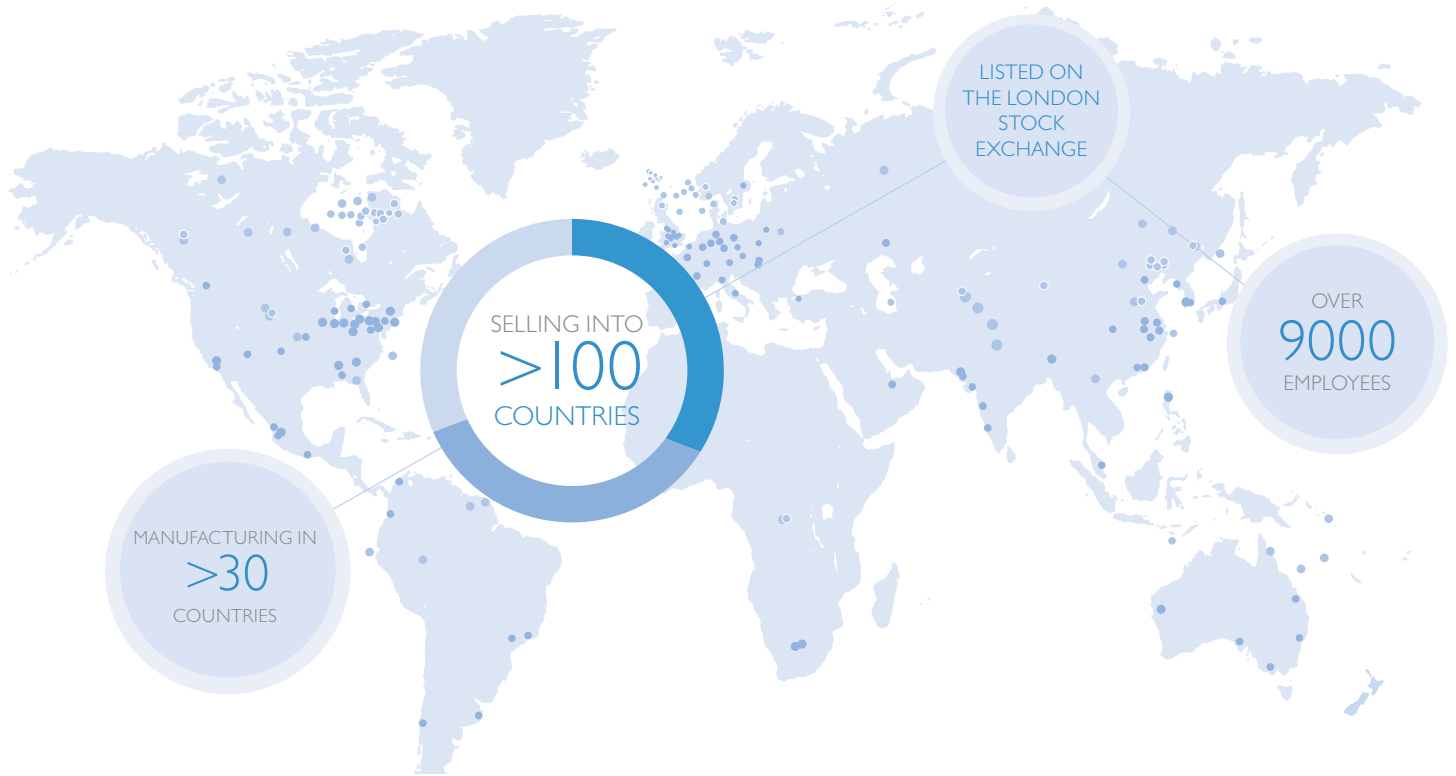 LISTED ON
THE LONDON
STOCK
EXCHANGE
SELLING INTO
>100
COUNTRIES
OVER
9000
EMPLOYEES
MANUFACTURING IN
>30
COUNTRIES